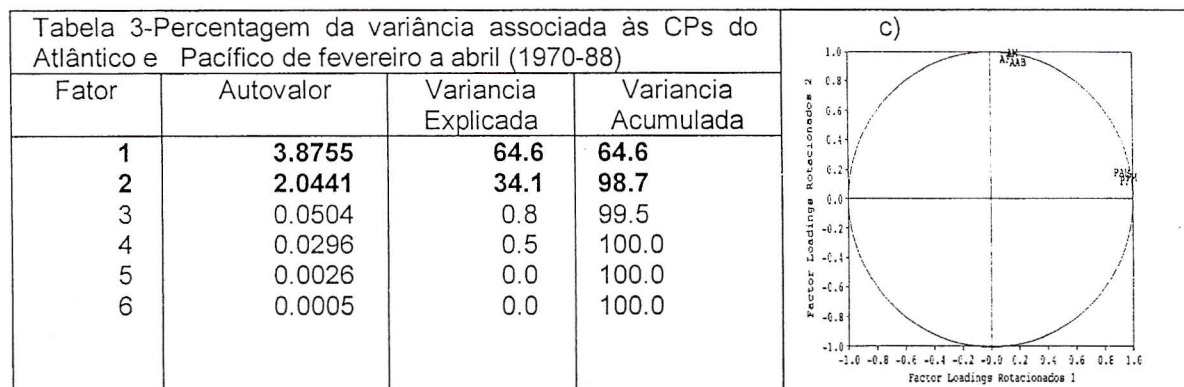 Tabela 3-Percentagem da variância associada às CPs do
Atlântico e Pacífico de fevereiro a abril (1970-88)
Fator Autovalor Variancia Explicada Variancia Acumulada
1 3.8755 64.6 64.6
2 2.0441 34.1 98.7
3 0.0504 0.8 99.5
4 0.0296 0.5 100.0
5 0.0026 0.0 100.0
6 0.0005 0.0 100.0
c)
Factor Loadings Rotacionados 2
1.0
0.8
0.6
0.4
0.2
0.0
-0.2
-0.4
-0.6
-0.8
-1.0
AAB
-1.0 -0.8 -0.6 -0.4 -0.2 -0.0 0.2 0.4 0.6 0.8 1.0
Factor Loadings Rotacionados 1